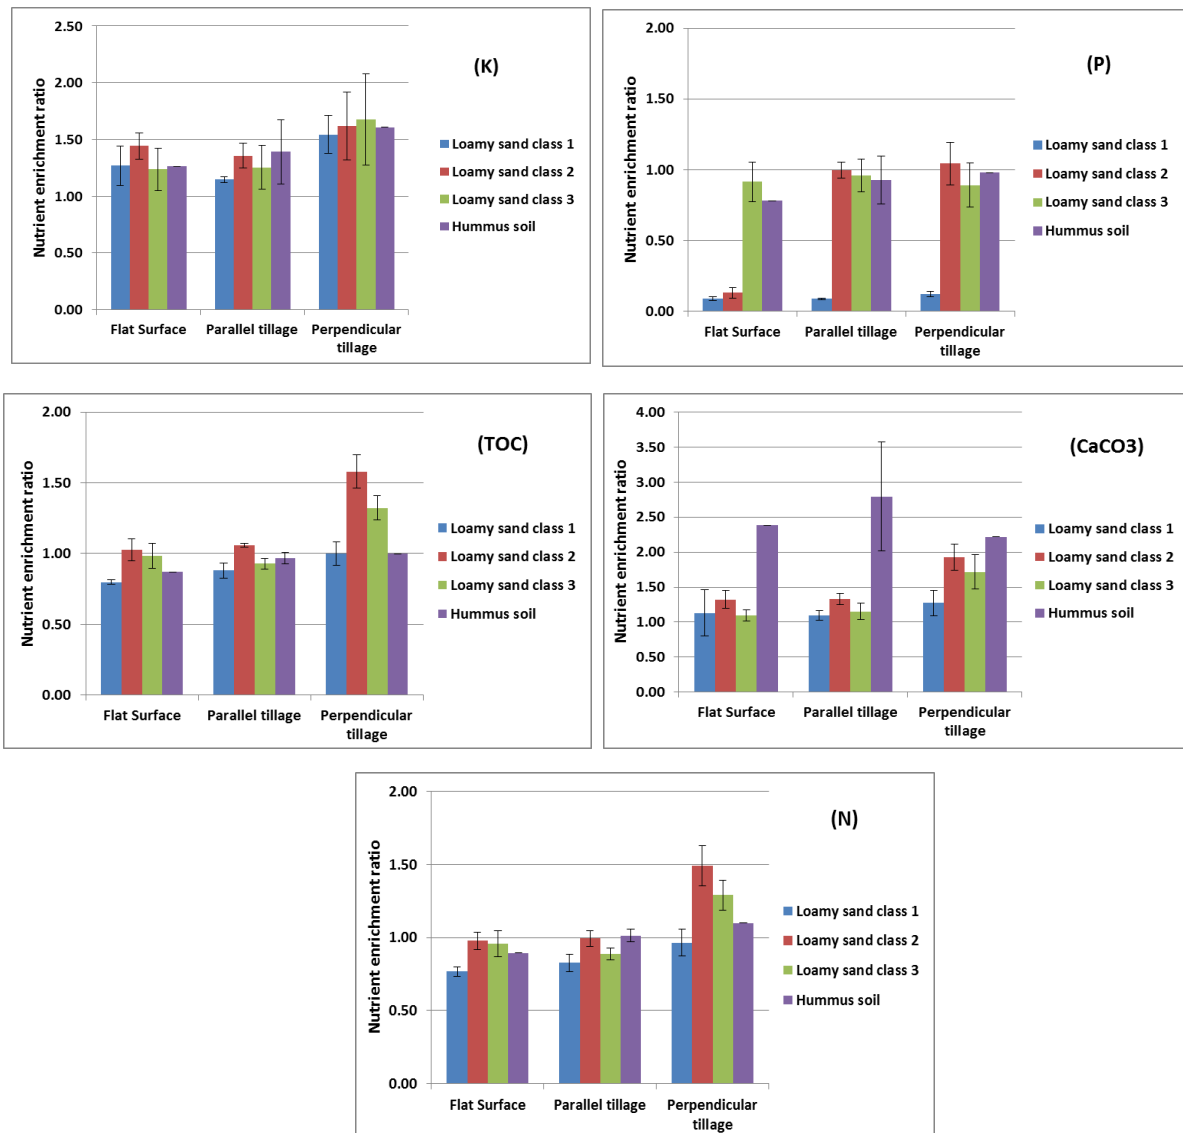 (K)
Nutrient enrichment ratio
2.50
2.00
1.50
1.00
0.50
0.00
Flat Surface
Parallel tillage
Perpendicular
tillage
Loamy sand class 1
Loamy sand class 2
Loamy sand class 3
Hummus soil
(P)
Nutrient enrichment ratio
2.00
1.50
1.00
0.50
0.00
Flat Surface
Parallel tillage
Perpendicular
tillage
Loamy sand class 1
Loamy sand class 2
Loamy sand class 3
Hummus soil
(TOC)
Nutrient enrichment ratio
2.00
1.50
1.00
0.50
0.00
Flat Surface
Parallel tillage
Perpendicular
tillage
Loamy sand class 1
Loamy sand class 2
Loamy sand class 3
Hummus soil
(CaCO3)
Nutrient enrichment ratio
4.00
3.50
3.00
2.50
2.00
1.50
1.00
0.50
0.00
Flat Surface
Parallel tillage
Perpendicular
tillage
Loamy sand class 1
Loamy sand class 2
Loamy sand class 3
Hummus soil
(N)
Nutrient enrichment ratio
2.00
1.50
1.00
0.50
0.00
Flat Surface
Parallel tillage
Perpendicular
tillage
Loamy sand class 1
Loamy sand class 2
Loamy sand class 3
Hummus soil